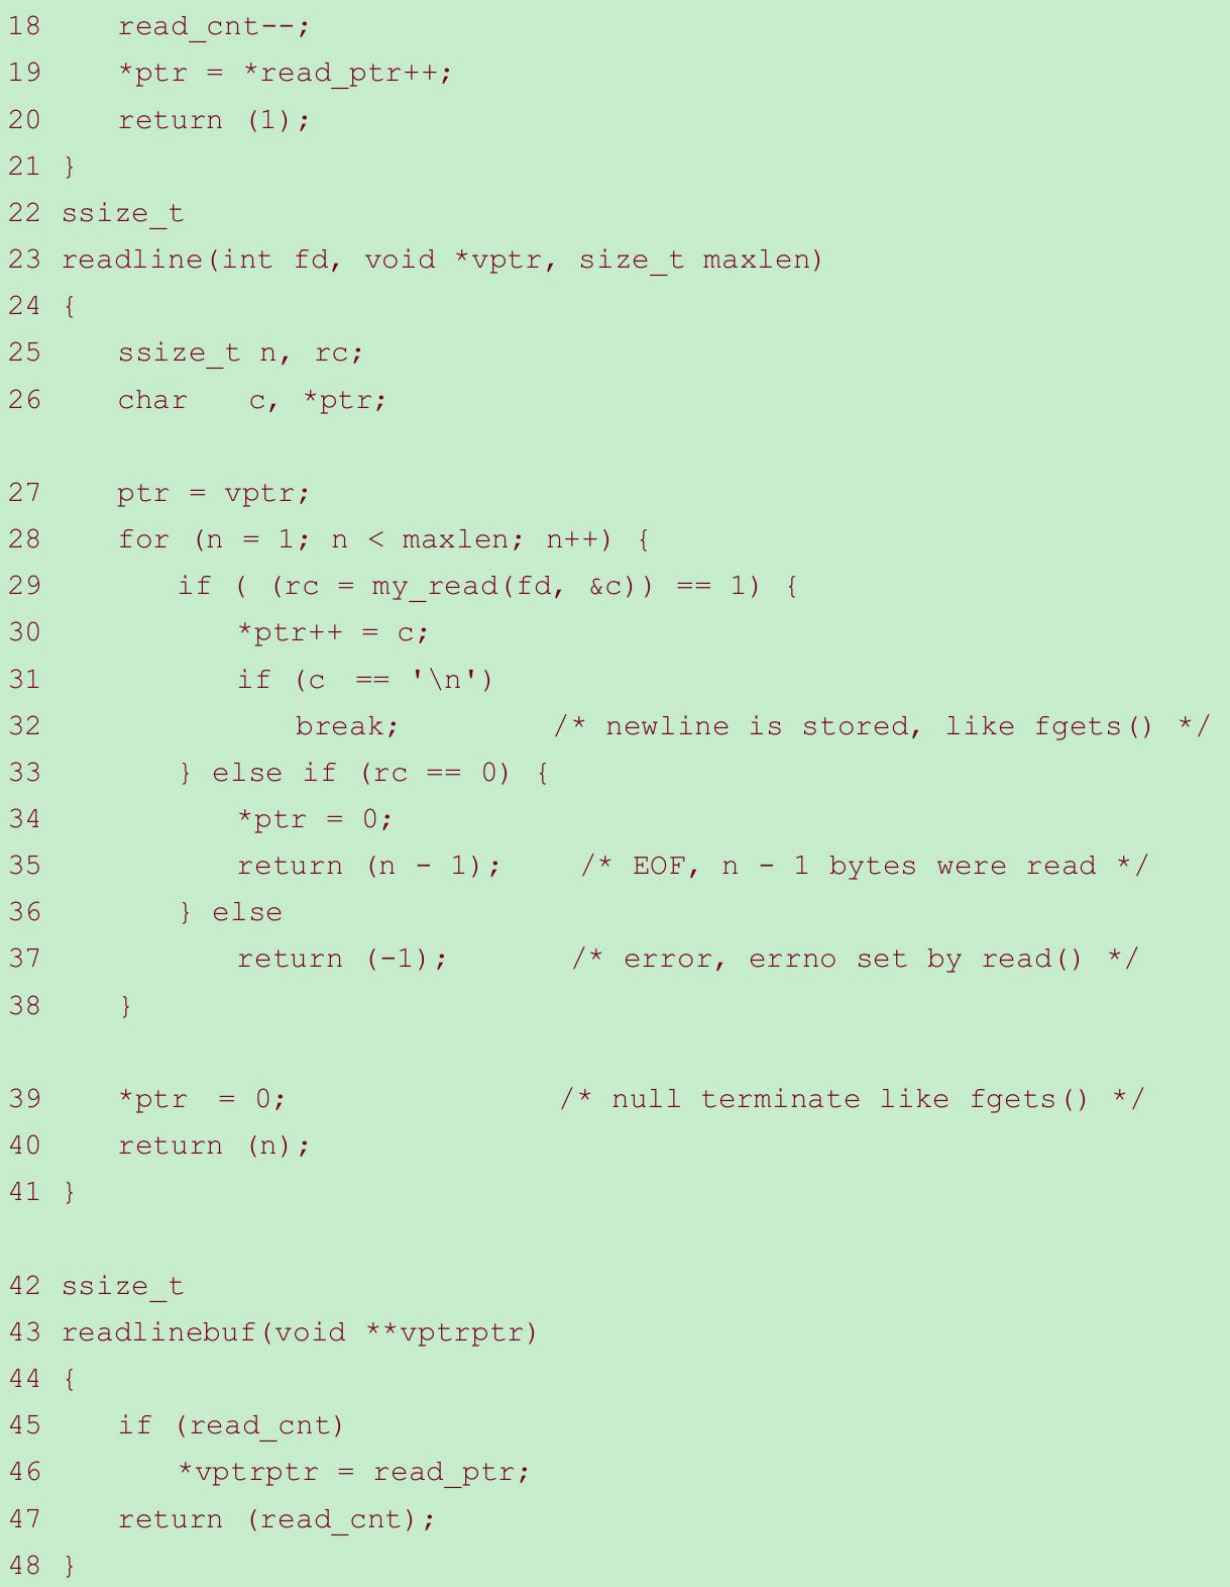 18     read_cnt--;
19     *ptr = *read_ptr++;
20     return (1);
21 }
22 ssize_t
23 readline(int fd, void *vptr, size_t maxlen)
24 {
25     ssize_t n, rc;
26     char    c, *ptr;
27     ptr = vptr;
28     for (n = 1; n < maxlen; n++) {
29         if ( (rc = my_read(fd, &c)) == 1) {
30             *ptr++ = c;
31             if (c  == '\n')
32                 break;          /* newline is stored, like fgets() */
33         } else if (rc == 0) {
34             *ptr = 0;
35             return (n - 1);     /* EOF, n - 1 bytes were read */
36         } else
37             return (-1);        /* error, errno set by read() */
38     }
39     *ptr  = 0;                  /* null terminate like fgets() */
40     return (n);
41 }
42 ssize_t
43 readlinebuf(void **vptrptr)
44 {
45     if (read_cnt)
46         *vptrptr = read_ptr;
47     return (read_cnt);
48 }